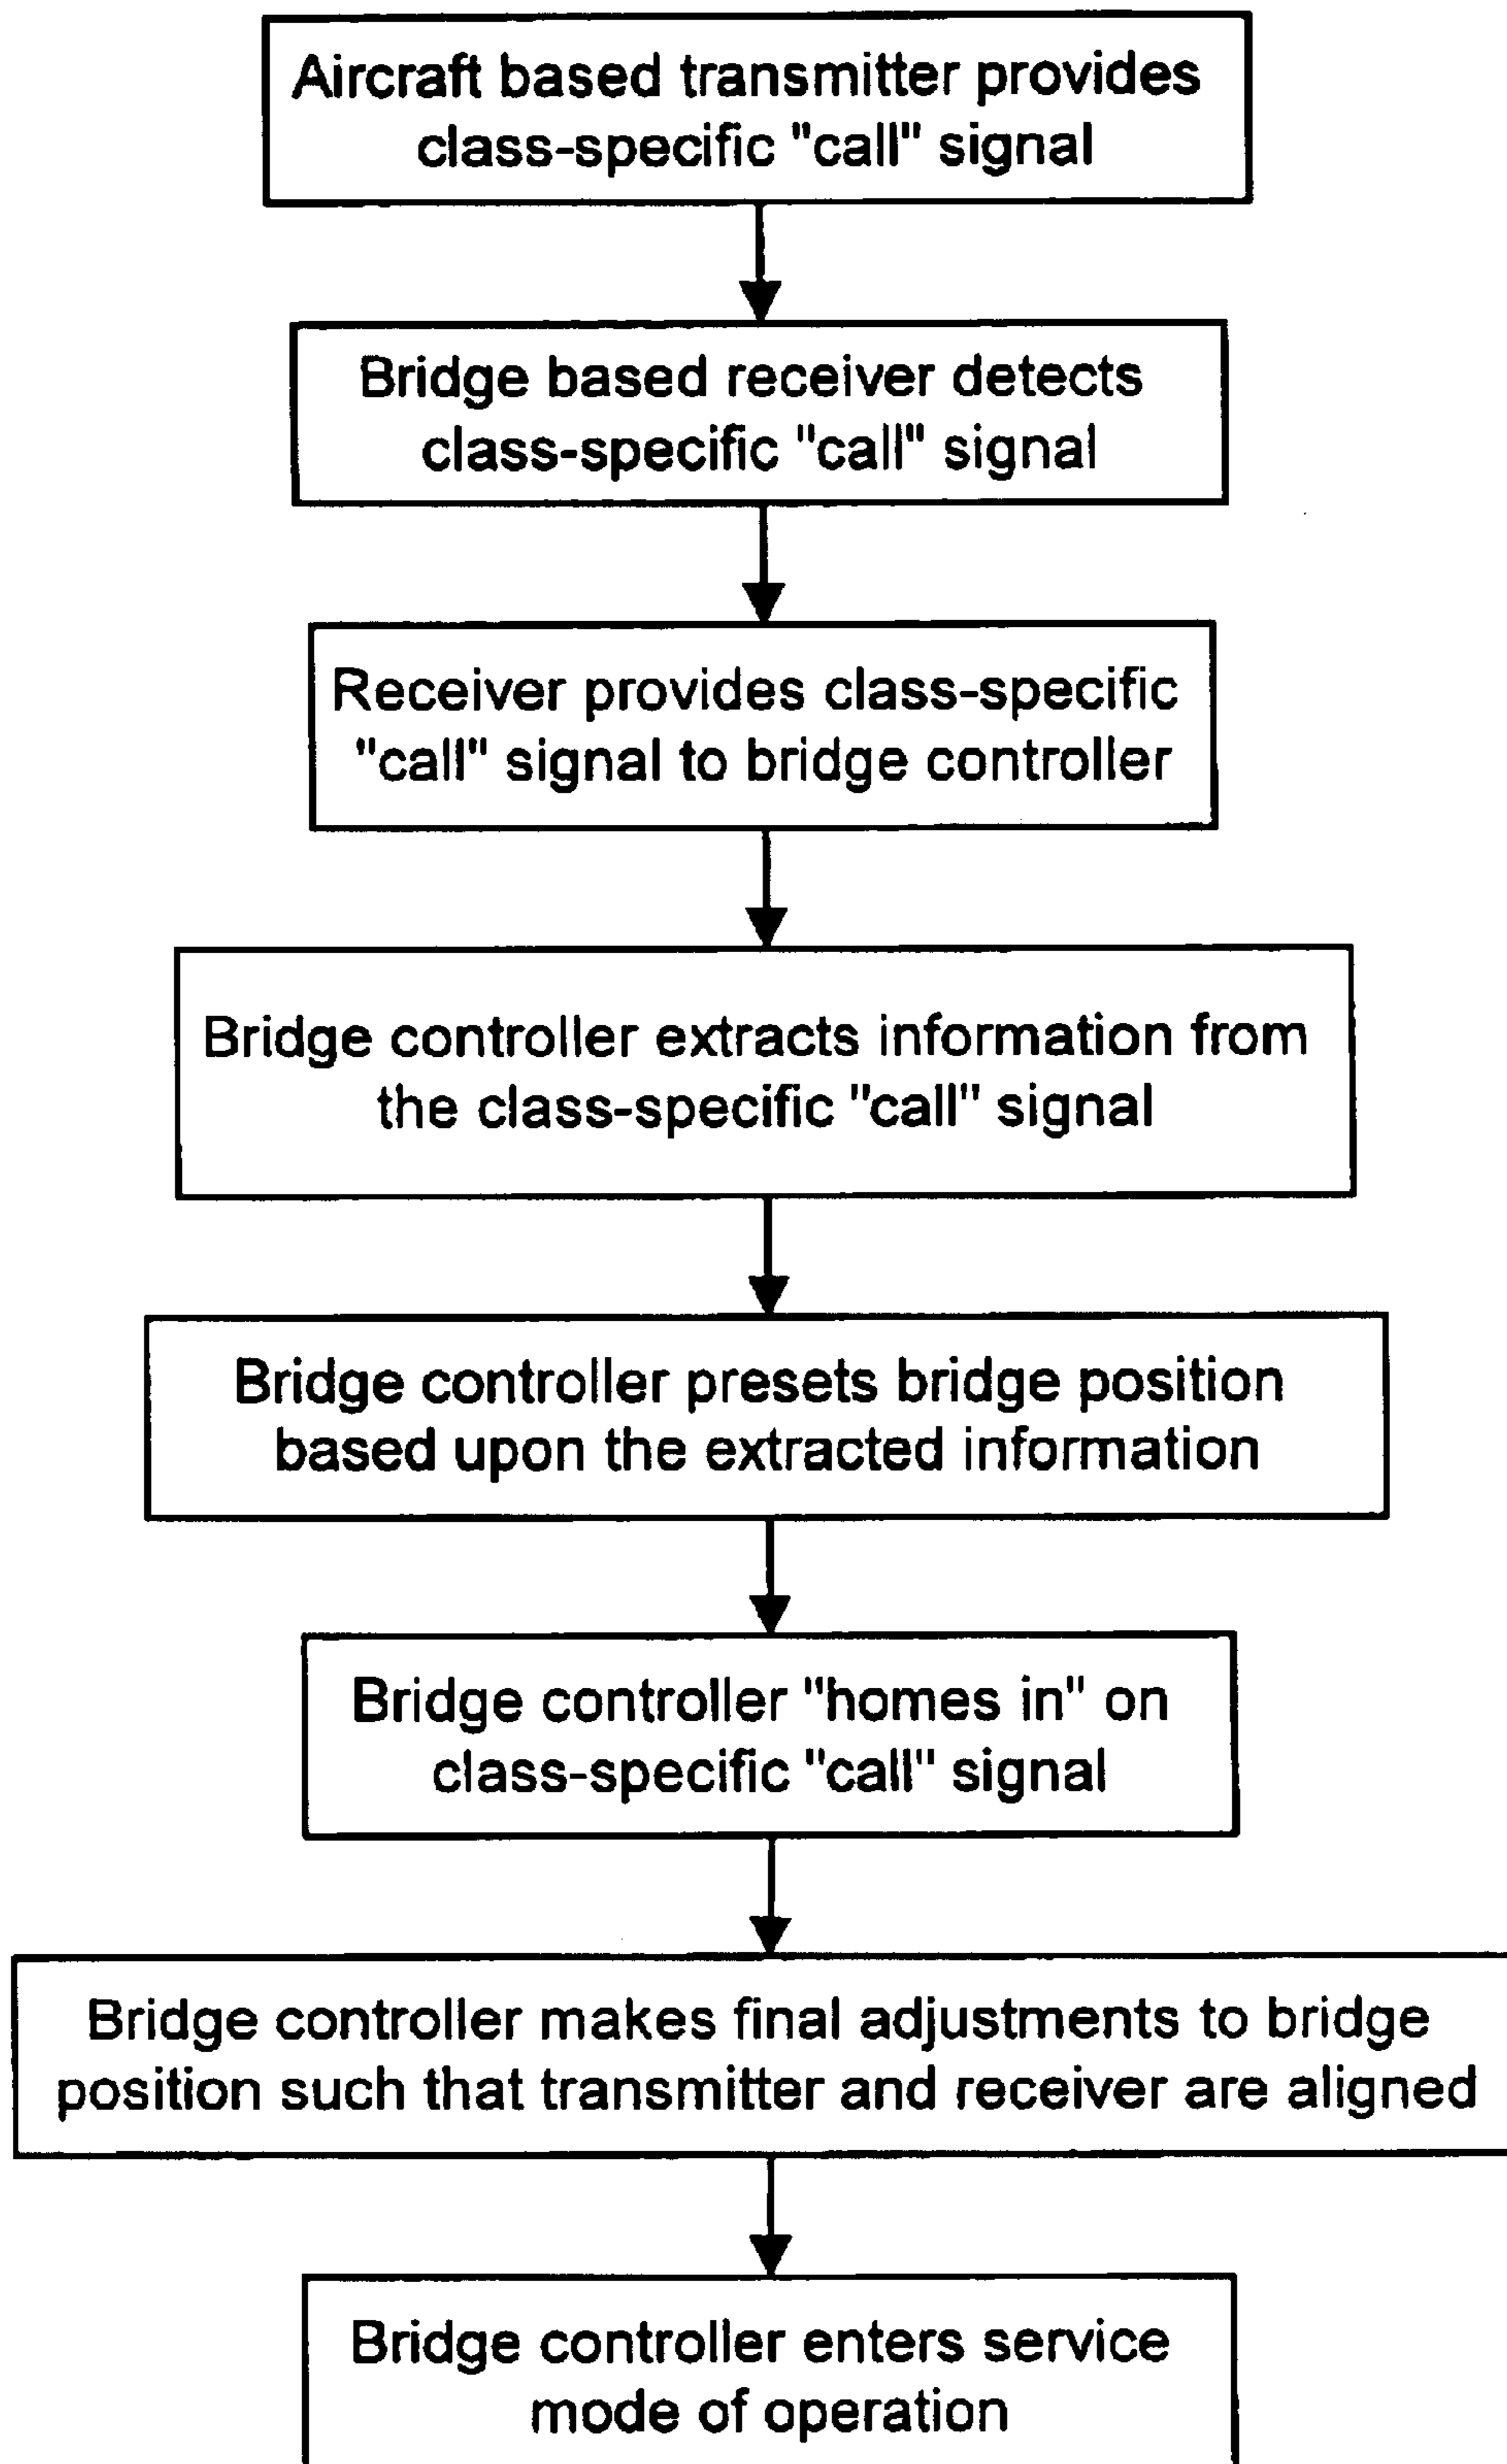 Aircraft based transmitter provides
class-specific "call" signal
Bridge based receiver detects
class-specific "call" signal
Receiver provides class-specific
"call" signal to bridge controller
Bridge controller extracts information from
the class-specific "call" signal
Bridge controller presets bridge position
based upon the extracted information
Bridge controller "homes in" on
class-specific "call" signal
Bridge controller makes final adjustments to bridge
position such that transmitter and receiver are aligned
Bridge controller enters service
mode of operation